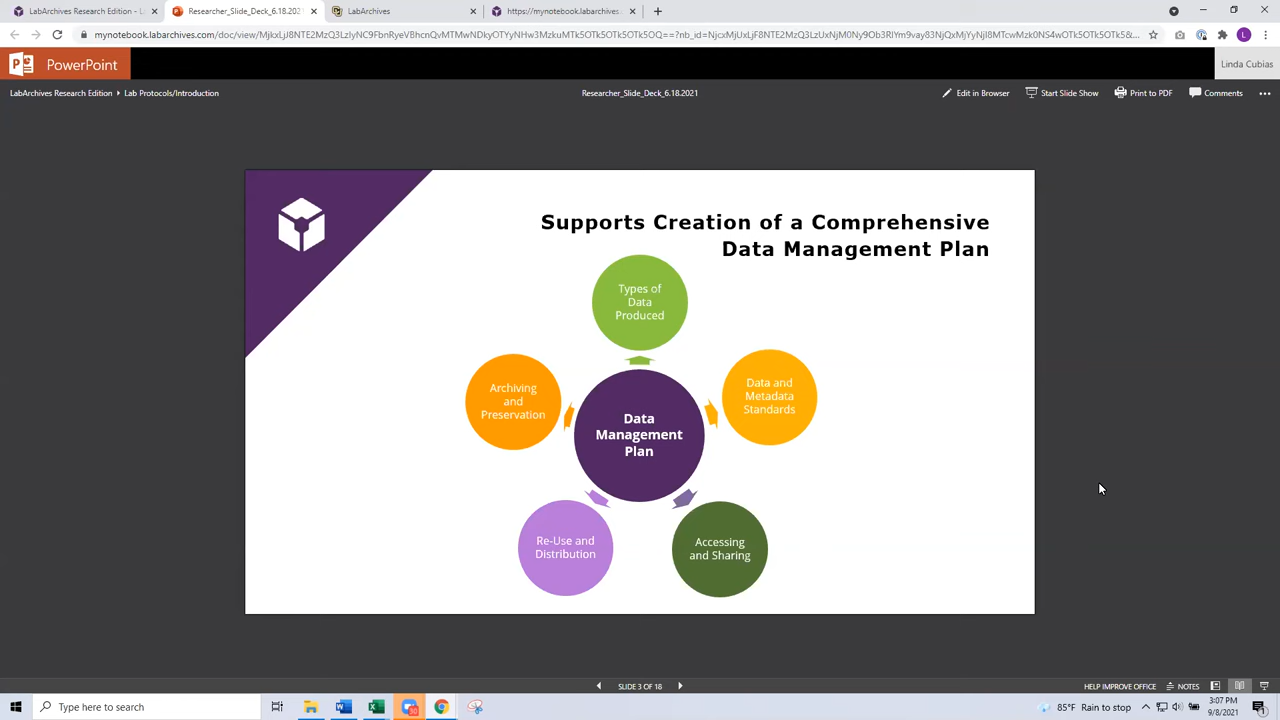 LabArchives Research Edition - L
Researcher_Slide_Deck_6.18.202
LabArchives
https://mynotebook.labarchives.
PowerPoint
Linda Cubias
LabArchives Research Edition
Lab Protocols/Introduction
Researcher_Slide_Deck_6.18.2021
Edit in Browser
Start Slide Show
Print to PDF
Comments
Supports Creation of a Comprehensive
Data Management Plan
Types of
Data
Produced
Data and
Metadata
Standards
Accessing
and Sharing
Re-Use and
Distribution
Archiving
and
Preservation
Data
Management
Plan
SLIDE 3 OF 18
HELP IMPROVE OFFICE
NOTES
Type here to search
85°F Rain to stop
3:07 PM
9/8/2021